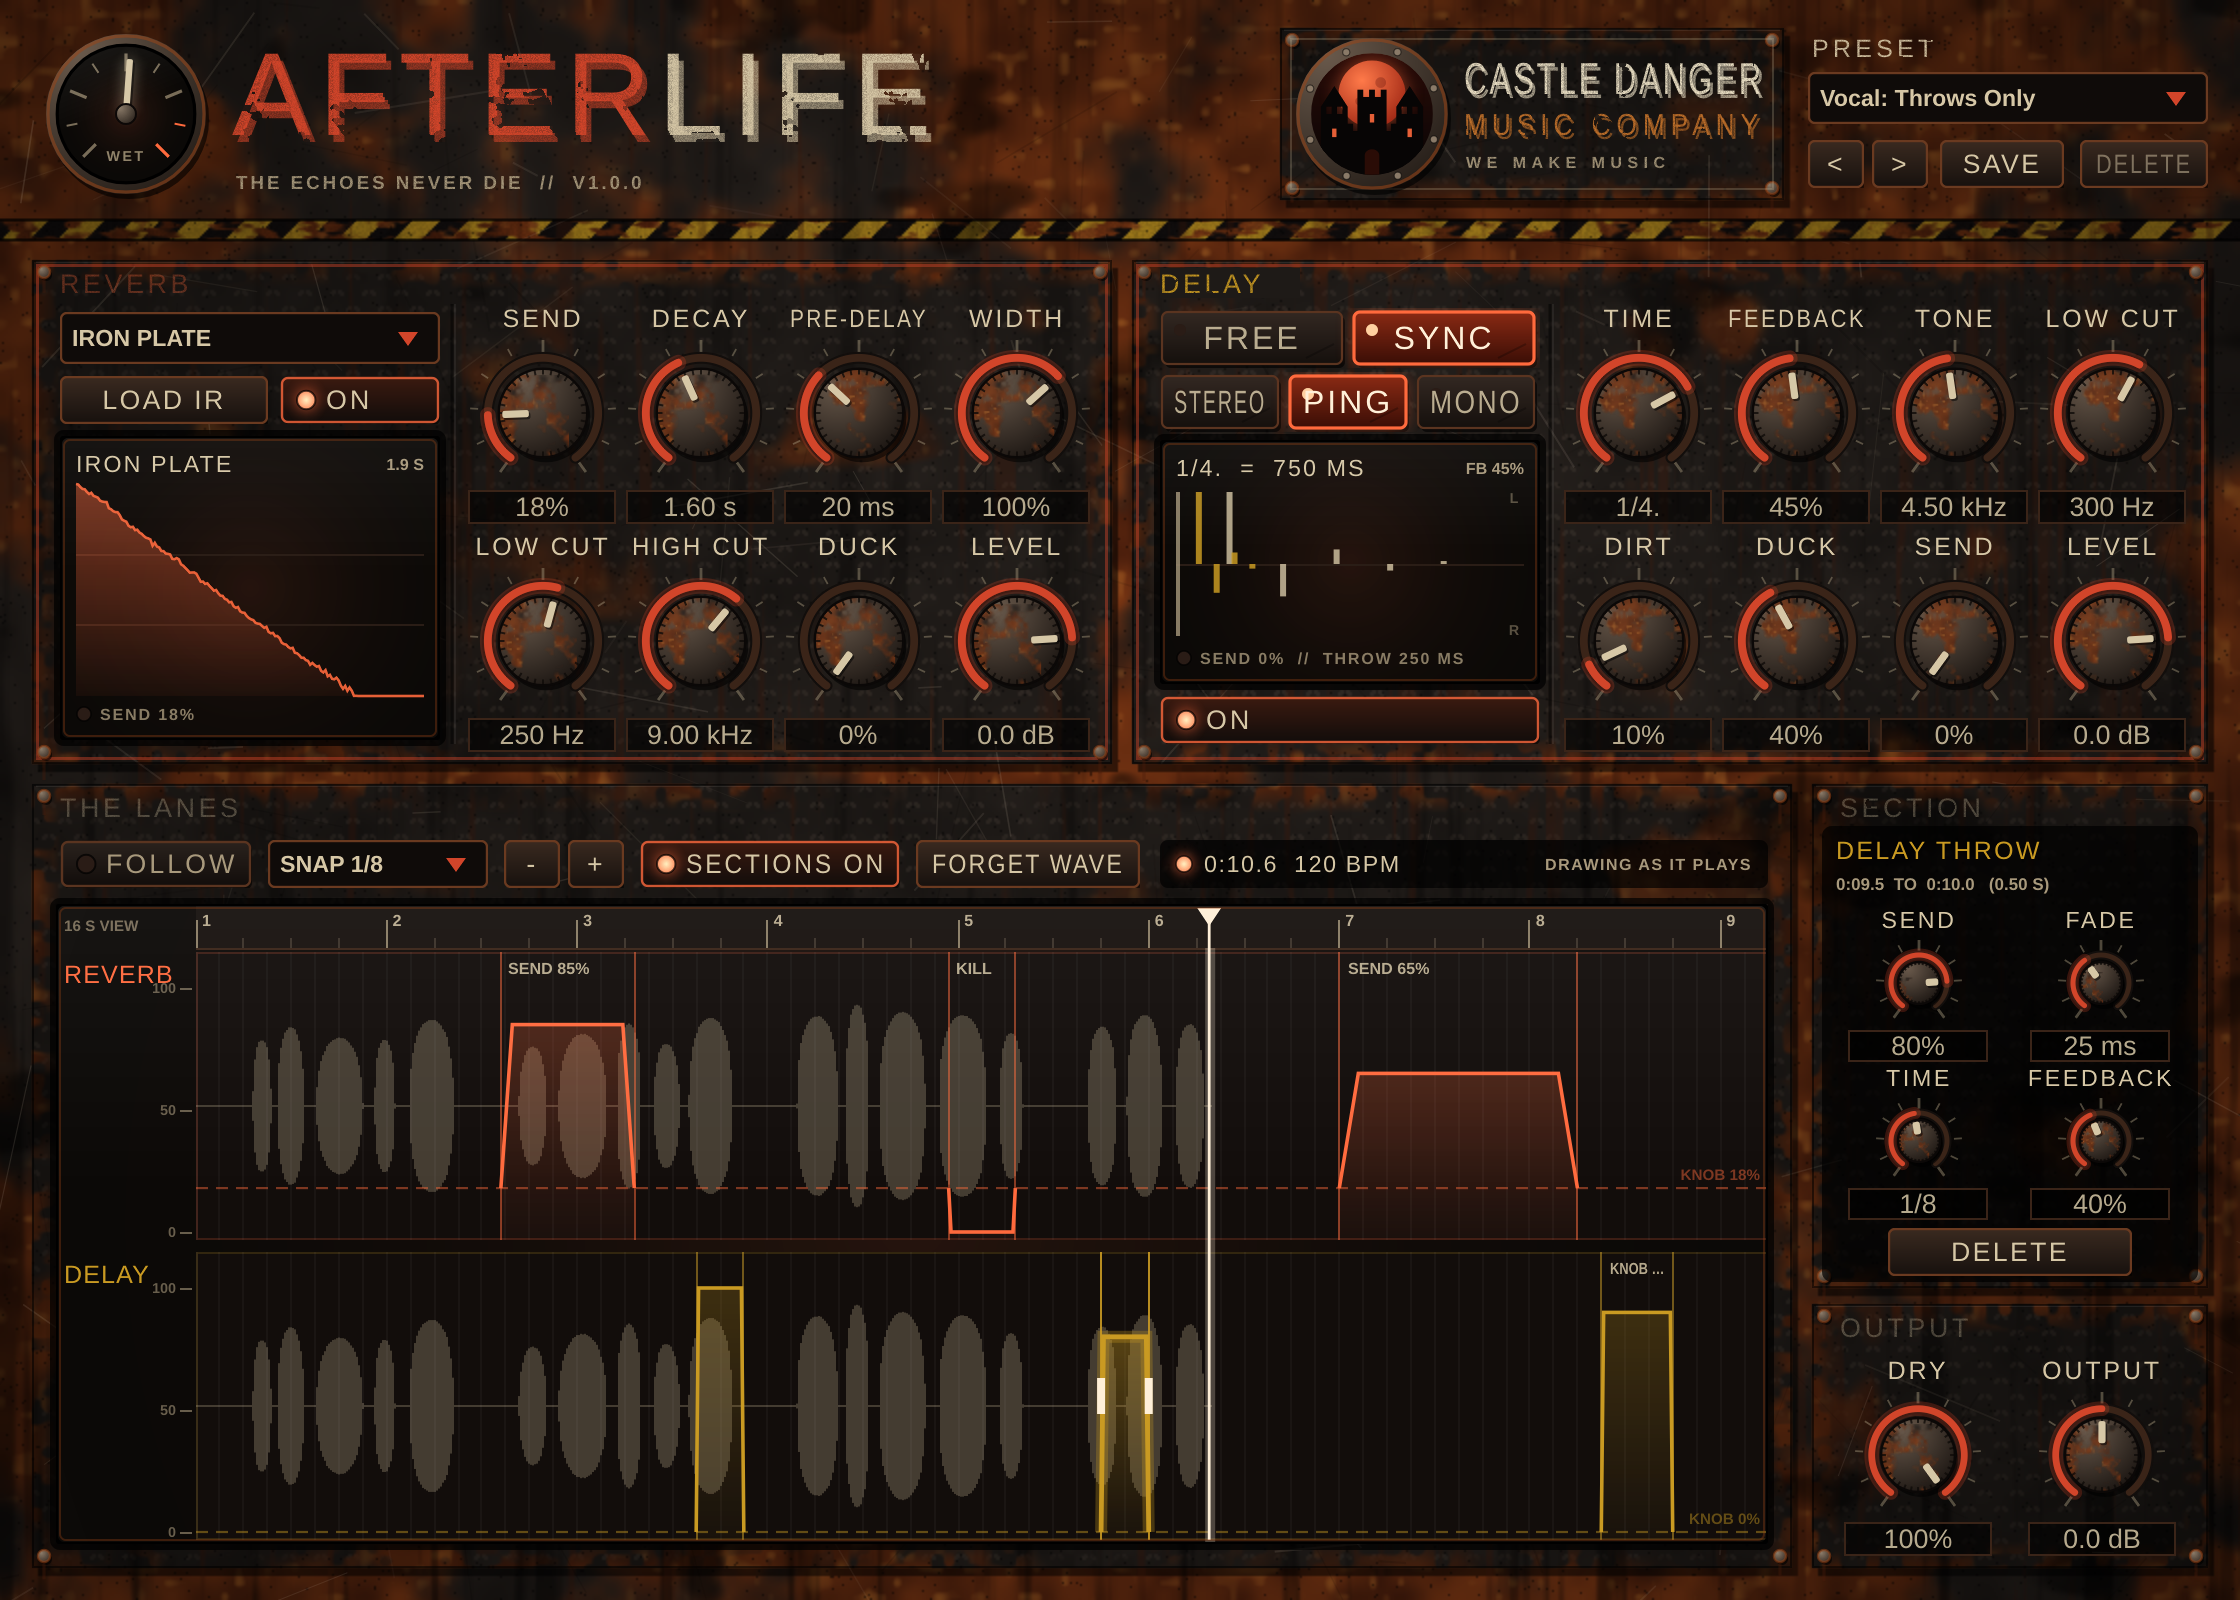 WET
AFTERLIFE
THE ECHOES NEVER DIE // V1.0.0
CASTLE DANGER
MUSIC COMPANY
WE MAKE MUSIC
PRESET
Vocal: Throws Only
< > SAVE DELETE
REVERB
IRON PLATE
LOAD IR ON
IRON PLATE 1.9 S
SEND 18%
SEND DECAY PRE-DELAY WIDTH
18% 1.60 s 20 ms 100%
LOW CUT HIGH CUT DUCK LEVEL
250 Hz 9.00 kHz 0% 0.0 dB
DELAY
FREE SYNC
STEREO PING MONO
1/4. = 750 MS FB 45%
L
R
SEND 0% // THROW 250 MS
ON
TIME FEEDBACK TONE LOW CUT
1/4. 45% 4.50 kHz 300 Hz
DIRT DUCK SEND LEVEL
10% 40% 0% 0.0 dB
THE LANES
FOLLOW SNAP 1/8 - + SECTIONS ON FORGET WAVE 0:10.6 120 BPM DRAWING AS IT PLAYS
16 S VIEW 1 2 3 4 5 6 7 8 9
REVERB
SEND 85% KILL SEND 65%
100
50
KNOB 18%
0
DELAY
KNOB ...
100
50
KNOB 0%
0
SECTION
DELAY THROW
0:09.5 TO 0:10.0 (0.50 S)
SEND FADE
80% 25 ms
TIME FEEDBACK
1/8 40%
DELETE
OUTPUT
DRY OUTPUT
100% 0.0 dB